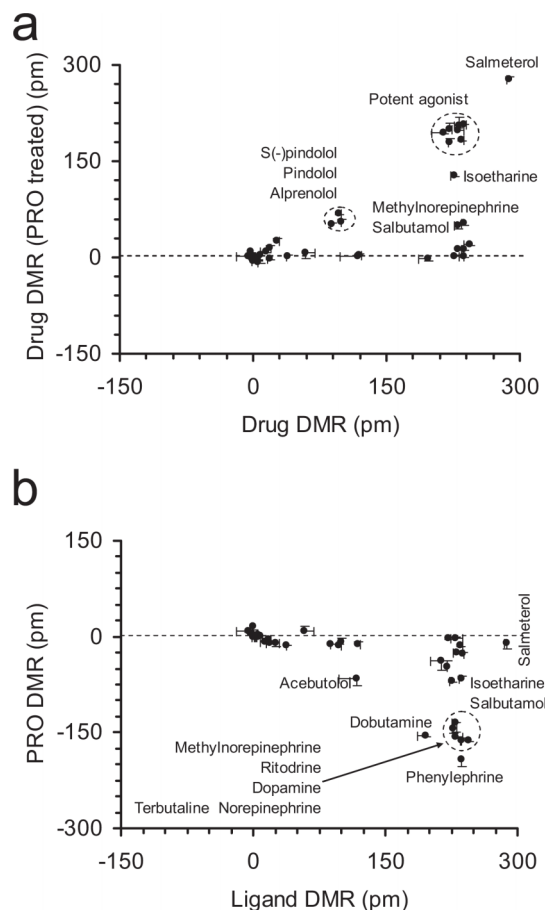 a
Drug DMR (PRO treated) (pm)
300
150
0
-150
Salmeterol
Potent agonist
S(-)pindolol
Pindolol
Alprenolol
Isoetharine
Methylnorepinephrine
Salbutamol
-150
0
150
300
Drug DMR (pm)
b
PRO DMR (pm)
150
0
-150
-300
Salmeterol
Acebutolol
Isoetharine
Salbutamol
Dobutamine
Methylnorepinephrine
Ritodrine
Dopamine
Terbutaline Norepinephrine
Phenylephrine
-150
0
150
300
Ligand DMR (pm)